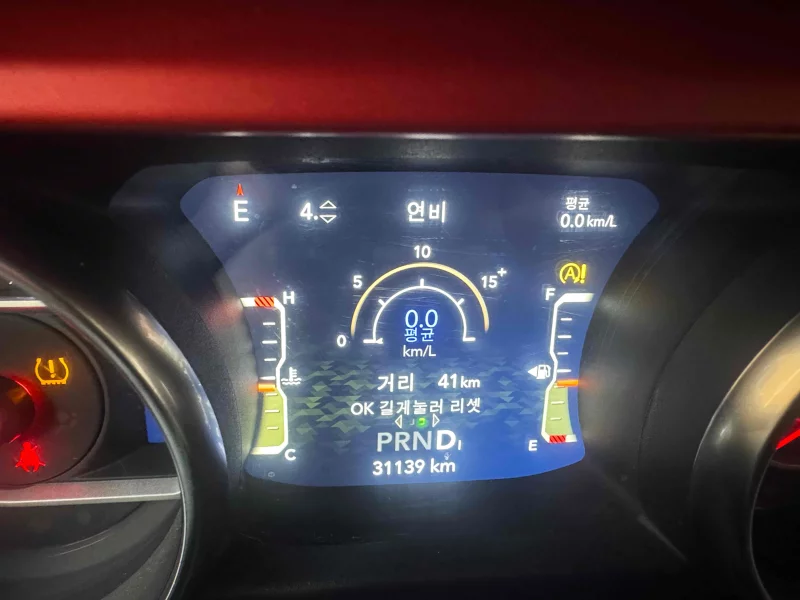 E
4.
연비
평균
0.0 km/L
10
5
15+
0
0.0
평균
km/L
H
C
F
E
A!
거리 41 km
OK 길게눌러 리셋
PRND
31139 km